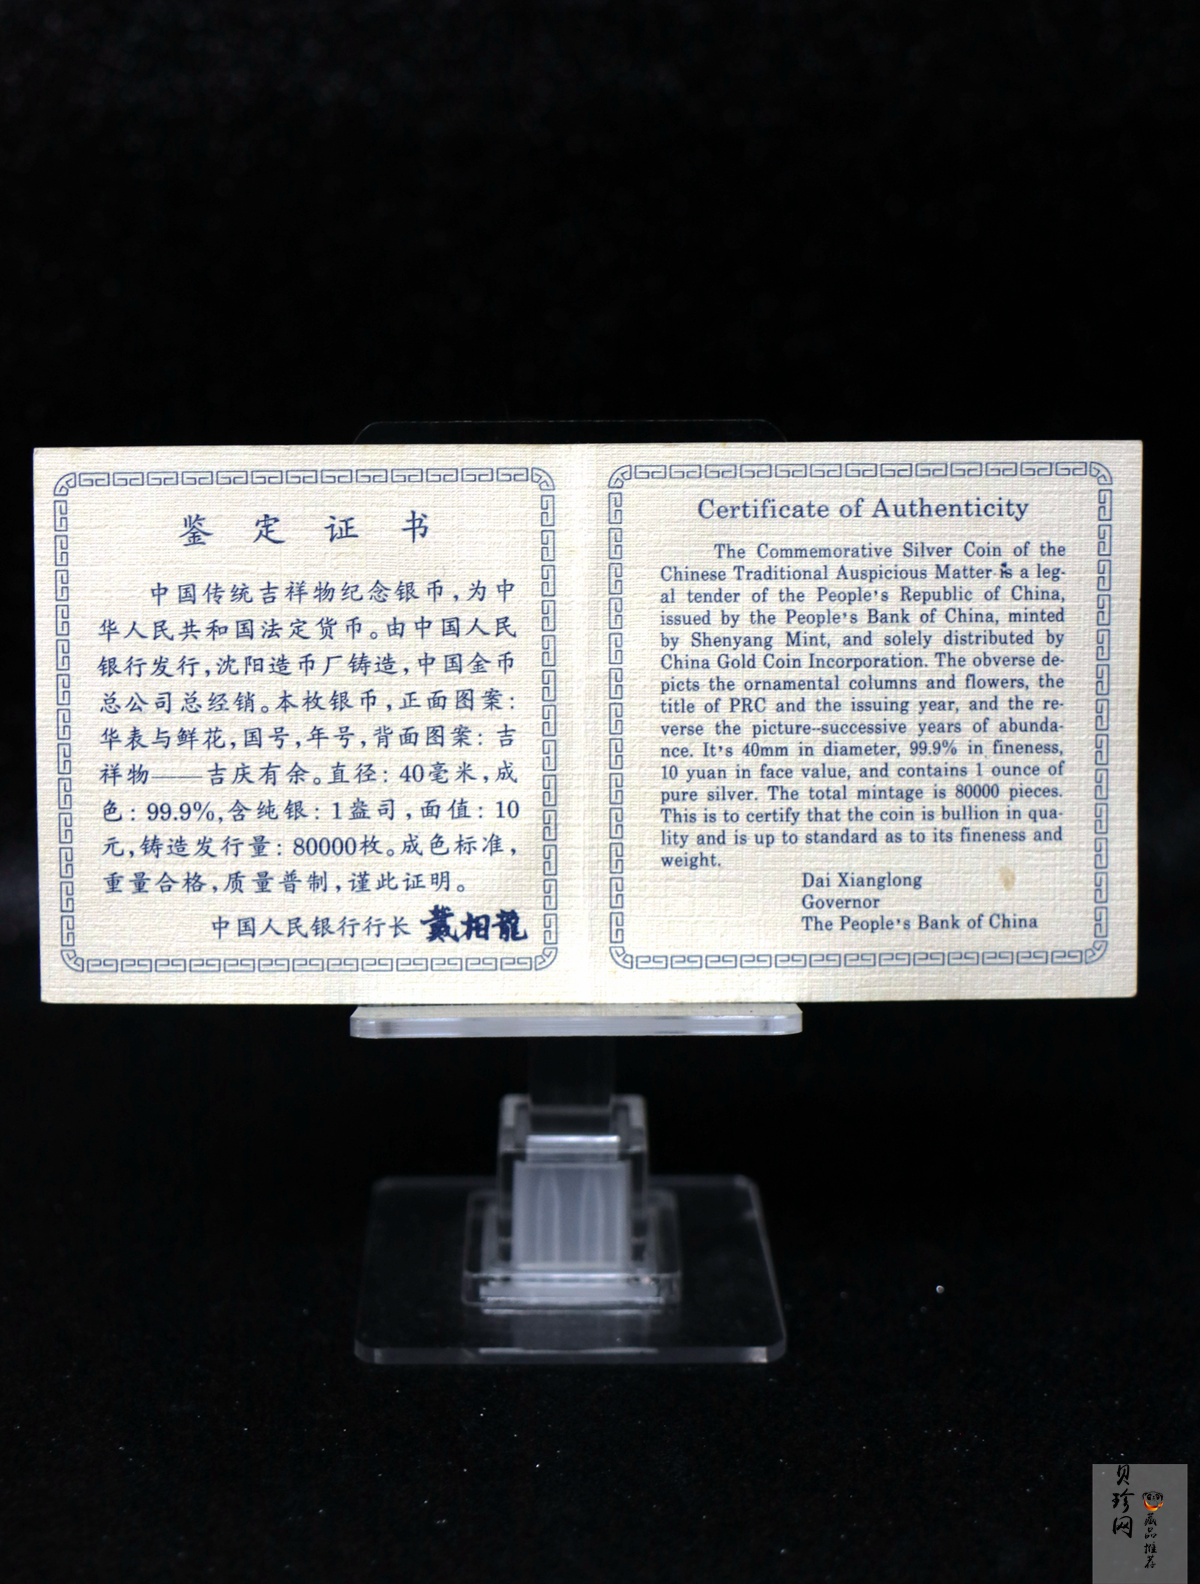 鉴定证书
中国传统吉祥物纪念银币,为中
华人民共和国法定货币。由中国人民
银行发行,沈阳造币厂铸造,中国金币
总公司总经销。本枚银币,正面图案:
华表与鲜花,国号,年号,背面图案:吉
祥物——吉庆有余。直径:40毫米,成
色:99.9%,含纯银:1盎司,面值:10
元,铸造发行量:80000枚。成色标准,
重量合格,质量普制,谨此证明。
中国人民银行行长 戴相龙
Certificate of Authenticity
The Commemorative Silver Coin of the
Chinese Traditional Auspicious Matter is a leg-
al tender of the People's Republic of China,
issued by the People's Bank of China, minted
by Shenyang Mint, and solely distributed by
China Gold Coin Incorporation. The obverse de-
picts the ornamental columns and flowers, the
title of PRC and the issuing year, and the re-
verse the picture--successive years of abunda-
nce. It's 40mm in diameter, 99.9% in fineness,
10 yuan in face value, and contains 1 ounce of
pure silver. The total mintage is 80000 pieces.
This is to certify that the coin is bullion in qua-
lity and is up to standard as to its fineness and
weight.
Dai Xianglong
Governor
The People's Bank of China
贝珍网
藏品推荐